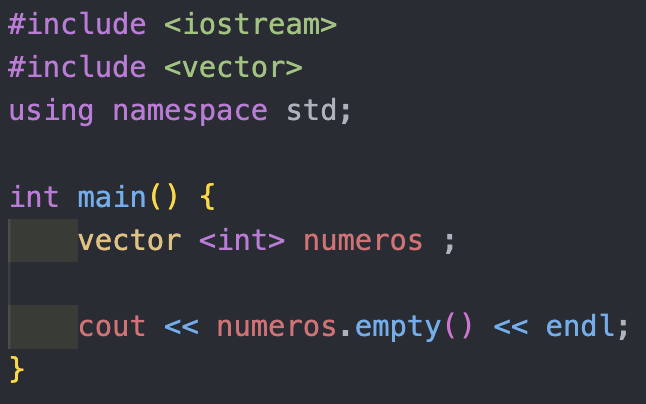 #include <iostream>
#include <vector>
using namespace std;
int main() {
vector <int> numeros ;
cout << numeros.empty() << endl;
}